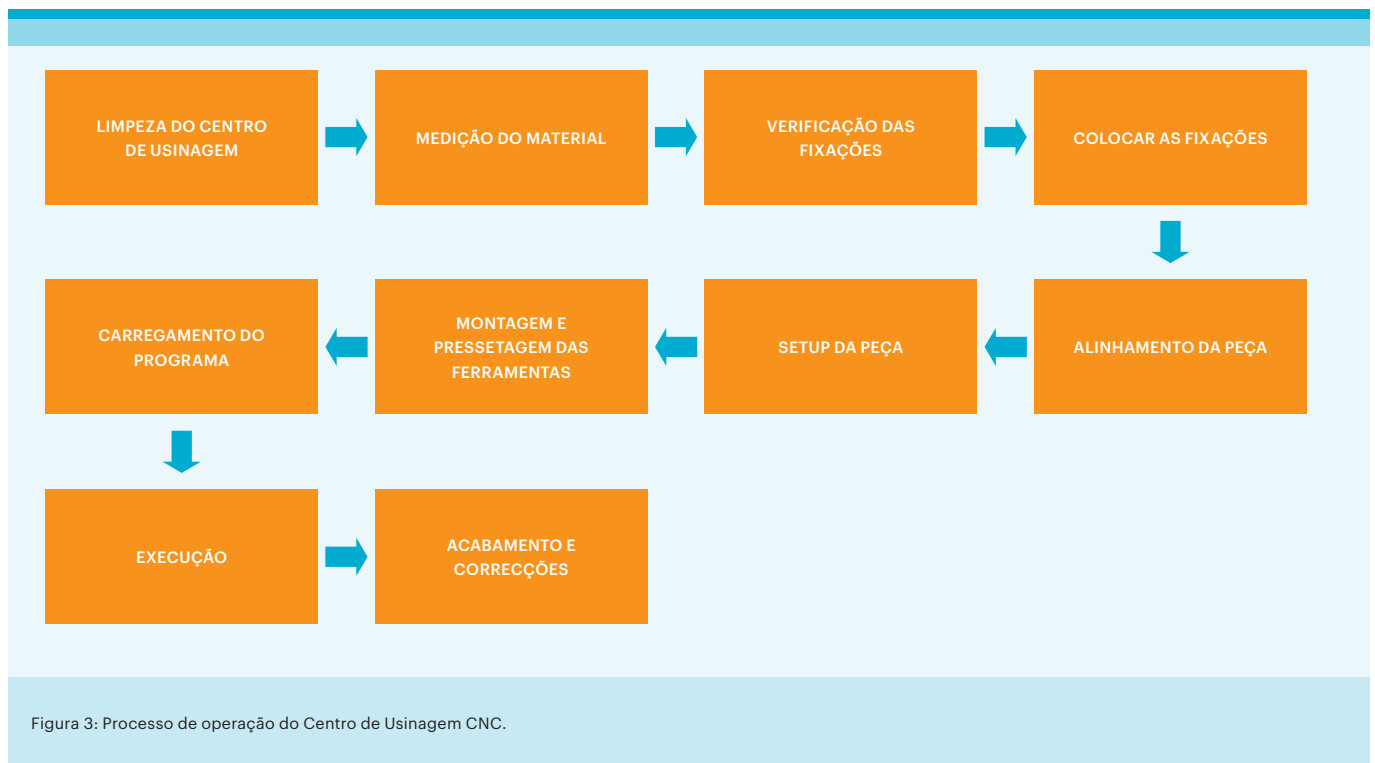 LIMPEZA DO CENTRO
DE USINAGEM
MEDIÇÃO DO MATERIAL
VERIFICAÇÃO DAS
FIXAÇÕES
COLOCAR AS FIXAÇÕES
ALINHAMENTO DA PEÇA
SETUP DA PEÇA
MONTAGEM E
PRESSETAGEM DAS
FERRAMENTAS
CARREGAMENTO DO
PROGRAMA
EXECUÇÃO
ACABAMENTO E
CORRECÇÕES
Figura 3: Processo de operação do Centro de Usinagem CNC.